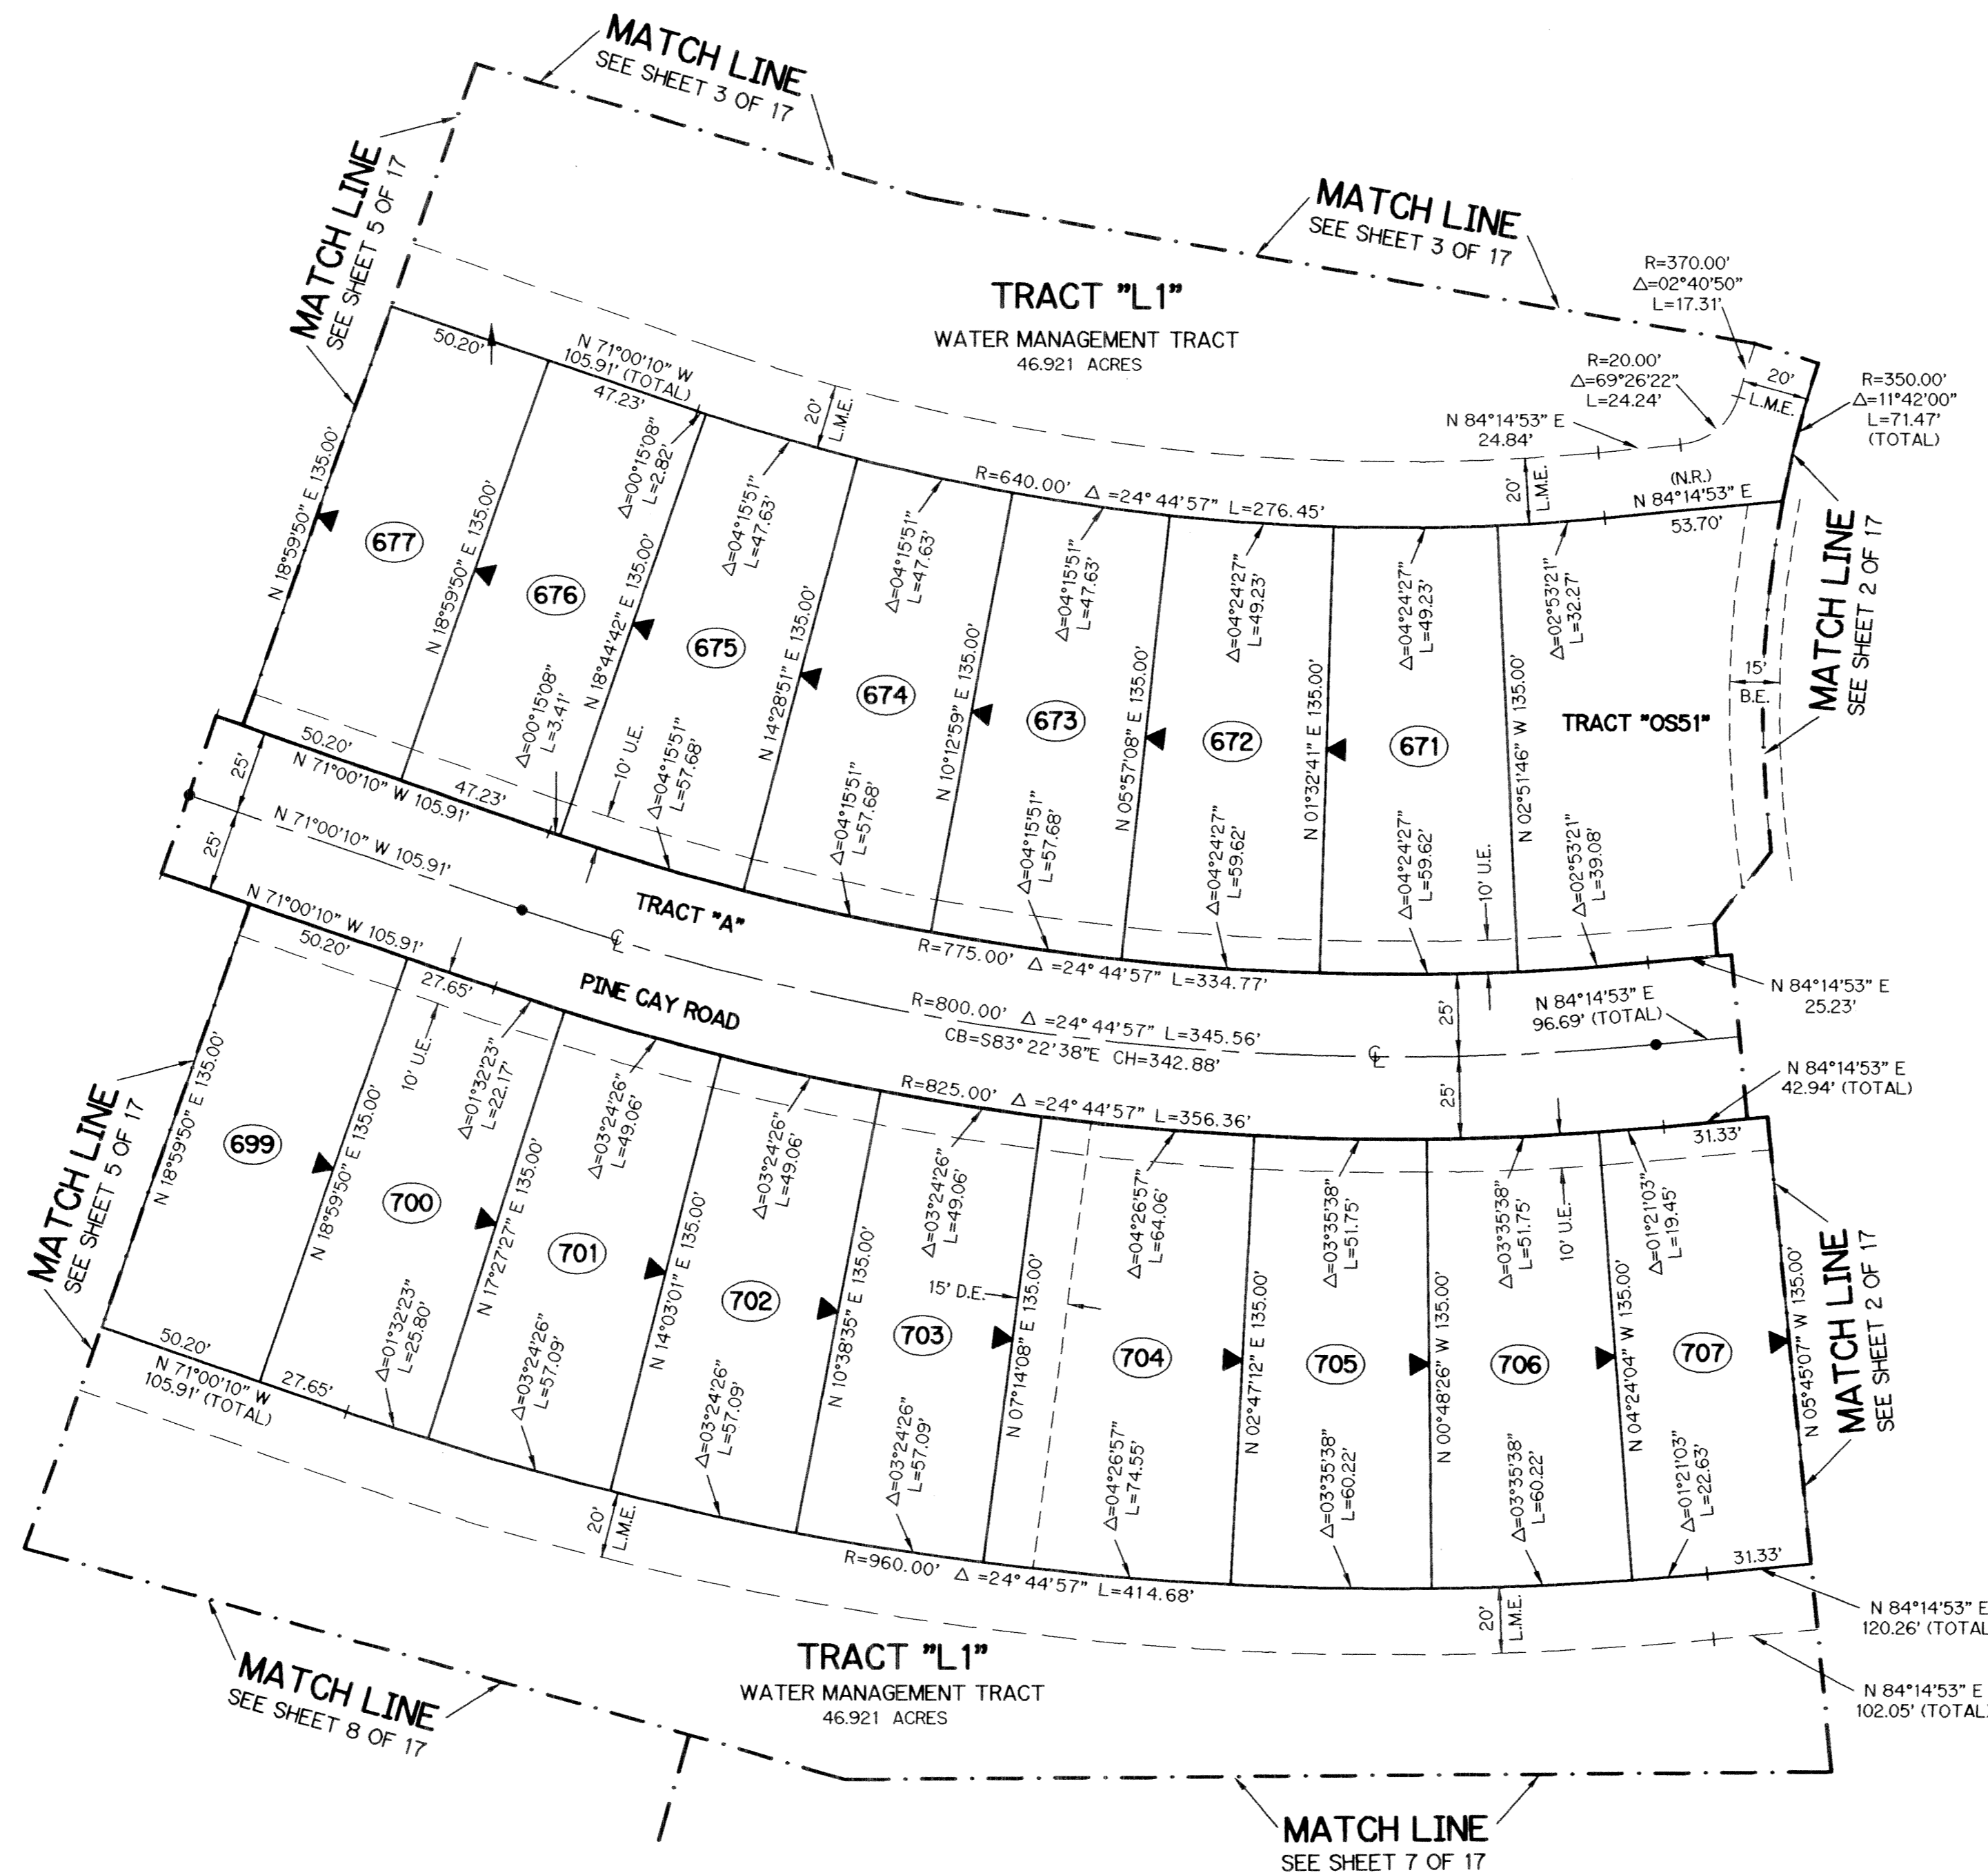 MATCH LINE
SEE SHEET 3 OF 17
MATCH LINE
SEE SHEET 5 OF 17
MATCH LINE
SEE SHEET 3 OF 17
R=370.00'
Δ=02°40'50"
L=17.31'
TRACT "L1"
WATER MANAGEMENT TRACT
46.921 ACRES
R=20.00'
Δ=69°26'22"
L=24.24'
20'
L.M.E.
R=350.00'
Δ=11°42'00"
L=71.47'
(TOTAL)
N 84°14'53" E
24.84'
50.20'
N 71°00'10" W
105.91' (TOTAL)
47.23'
20'
L.M.E.
R=640.00' Δ =24°44'57" L=276.45'
20'
L.M.E.
(N.R.)
N 84°14'53" E
53.70'
MATCH LINE
SEE SHEET 2 OF 17
N 18°59'50" E 135.00'
677
N 18°59'50" E 135.00'
676
Δ=00°15'08"
L=2.82'
N 18°44'42" E 135.00'
675
Δ=04°15'51"
L=47.63'
N 14°28'51" E 135.00'
674
Δ=04°15'51"
L=47.63'
N 10°12'59" E 135.00'
673
Δ=04°15'51"
L=47.63'
N 05°57'08" E 135.00'
672
Δ=04°24'27"
L=49.23'
N 01°32'41" E 135.00'
671
Δ=04°24'27"
L=49.23'
N 02°51'46" W 135.00'
Δ=02°53'21"
L=32.27'
TRACT "OS51"
15'
B.E.
50.20'
N 71°00'10" W 105.91'
47.23'
Δ=00°15'08"
L=3.41'
10' U.E.
Δ=04°15'51"
L=57.68'
Δ=04°15'51"
L=57.68'
Δ=04°15'51"
L=57.68'
Δ=04°24'27"
L=59.62'
Δ=04°24'27"
L=59.62'
10' U.E.
Δ=02°53'21"
L=39.08'
25'
25'
N 71°00'10" W 105.91'
TRACT "A"
R=775.00' Δ =24°44'57" L=334.77'
N 84°14'53" E
25.23'
N 71°00'10" W 105.91'
50.20'
27.65'
PINE CAY ROAD
R=800.00' Δ =24°44'57" L=345.56'
CB=S83°22'38"E CH=342.88'
25'
25'
N 84°14'53" E
96.69' (TOTAL)
N 84°14'53" E
42.94' (TOTAL)
R=825.00' Δ =24°44'57" L=356.36'
31.33'
MATCH LINE
SEE SHEET 5 OF 17
N 18°59'50" E 135.00'
699
N 18°59'50" E 135.00'
10' U.E.
700
Δ=01°32'23"
L=22.17'
N 17°27'27" E 135.00'
701
Δ=03°24'26"
L=49.06'
N 14°03'01" E 135.00'
702
Δ=03°24'26"
L=49.06'
N 10°38'35" E 135.00'
703
Δ=03°24'26"
L=49.06'
15' D.E.
N 07°14'08" E 135.00'
704
Δ=04°26'57"
L=64.06'
N 02°47'12" E 135.00'
705
Δ=03°35'38"
L=51.75'
N 00°48'26" W 135.00'
706
Δ=03°35'38"
L=51.75'
10' U.E.
N 04°24'04" W 135.00'
707
Δ=01°21'03"
L=19.45'
N 05°45'07" W 135.00'
MATCH LINE
SEE SHEET 2 OF 17
50.20'
N 71°00'10" W
105.91' (TOTAL)
27.65'
Δ=01°32'23"
L=25.80'
Δ=03°24'26"
L=57.09'
Δ=03°24'26"
L=57.09'
Δ=03°24'26"
L=57.09'
Δ=04°26'57"
L=74.55'
Δ=03°35'38"
L=60.22'
Δ=03°35'38"
L=60.22'
Δ=01°21'03"
L=22.63'
31.33'
20'
L.M.E.
R=960.00' Δ =24°44'57" L=414.68'
20'
L.M.E.
N 84°14'53" E
120.26' (TOTAL
TRACT "L1"
WATER MANAGEMENT TRACT
46.921 ACRES
N 84°14'53" E
102.05' (TOTAL)
MATCH LINE
SEE SHEET 8 OF 17
MATCH LINE
SEE SHEET 7 OF 17